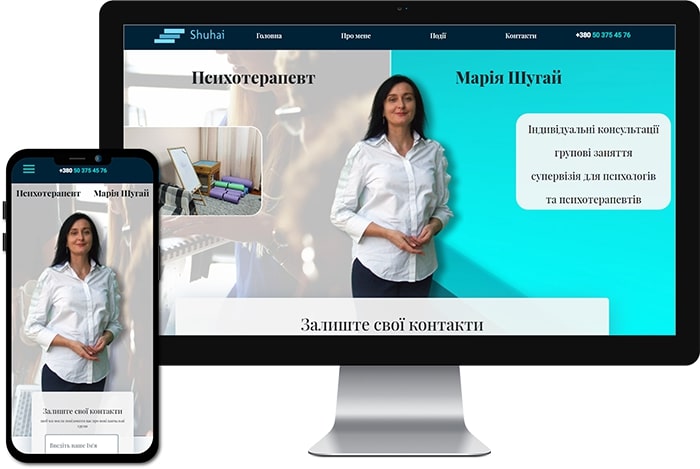 Shuhai
Головна
Про мене
Події
Контакти
+380 50 375 45 76
Психотерапевт
Марія Шугай
Індивідуальні консультації
групові заняття
супервізія для психологів
та психотерапевтів
Залиште свої контакти
+380 50 375 45 76
Психотерапевт Марія Шугай
Залиште свої контакти
Введіть ваше Ім'я